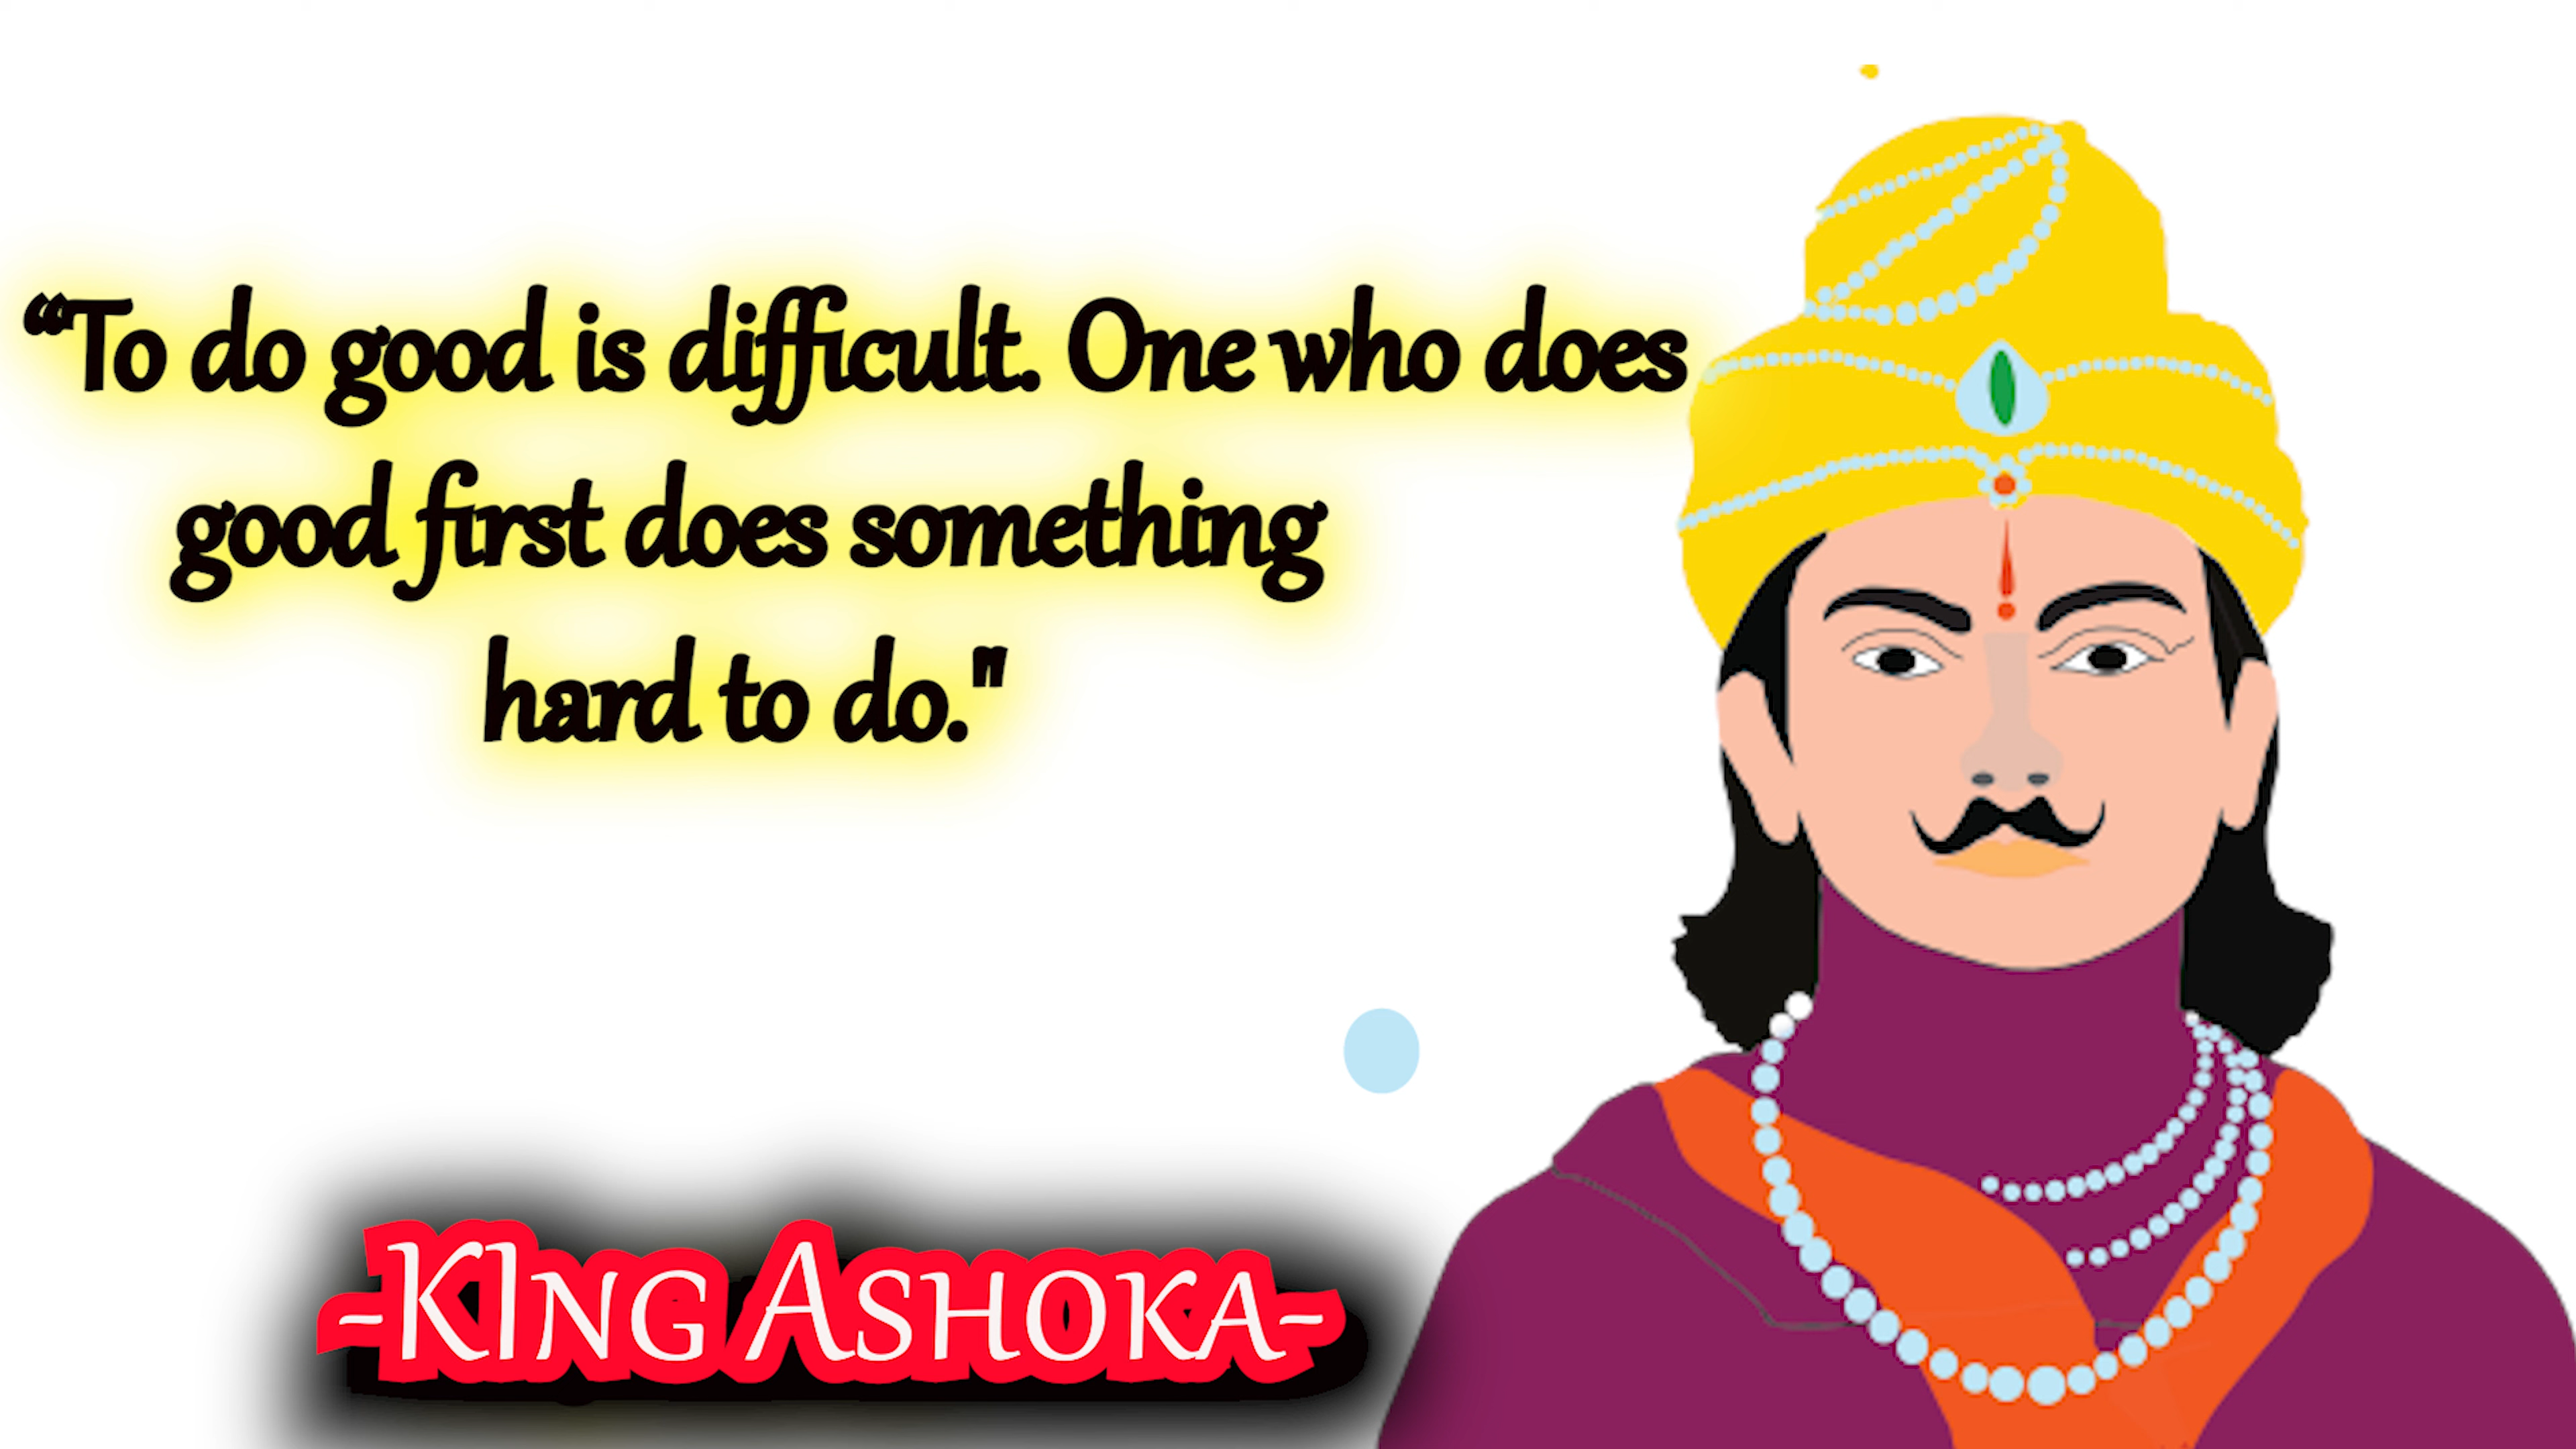 “To do good is difficult. One who does
good first does something
hard to do."
~KIng Ashoka~